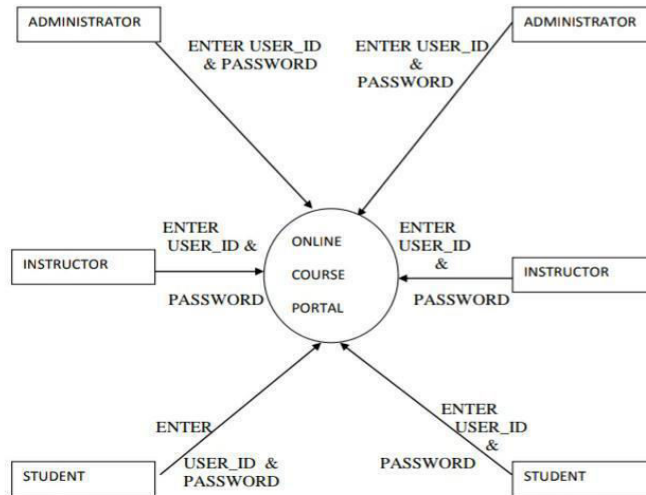 ADMINISTRATOR
ENTER USER_ID
& PASSWORD
ENTER USER_ID
&
PASSWORD
ADMINISTRATOR
INSTRUCTOR
ENTER
USER_ID &
PASSWORD
ONLINE
COURSE
PORTAL
ENTER
USER_ID
&
PASSWORD
INSTRUCTOR
STUDENT
ENTER
USER_ID &
PASSWORD
ENTER
USER_ID
&
PASSWORD
STUDENT